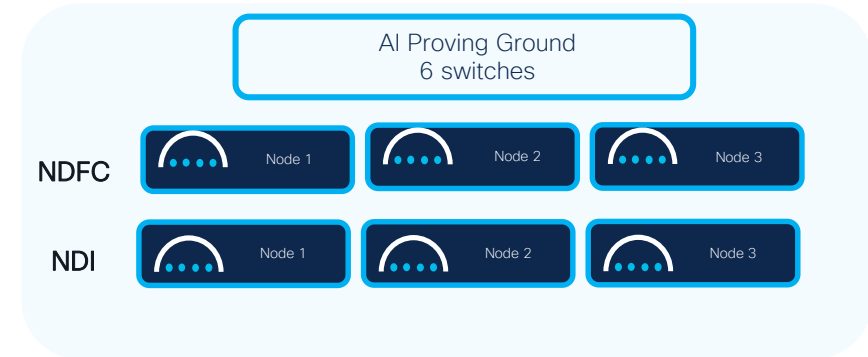 AI Proving Ground
6 switches
NDFC
Node 1
Node 2
Node 3
NDI
Node 1
Node 2
Node 3